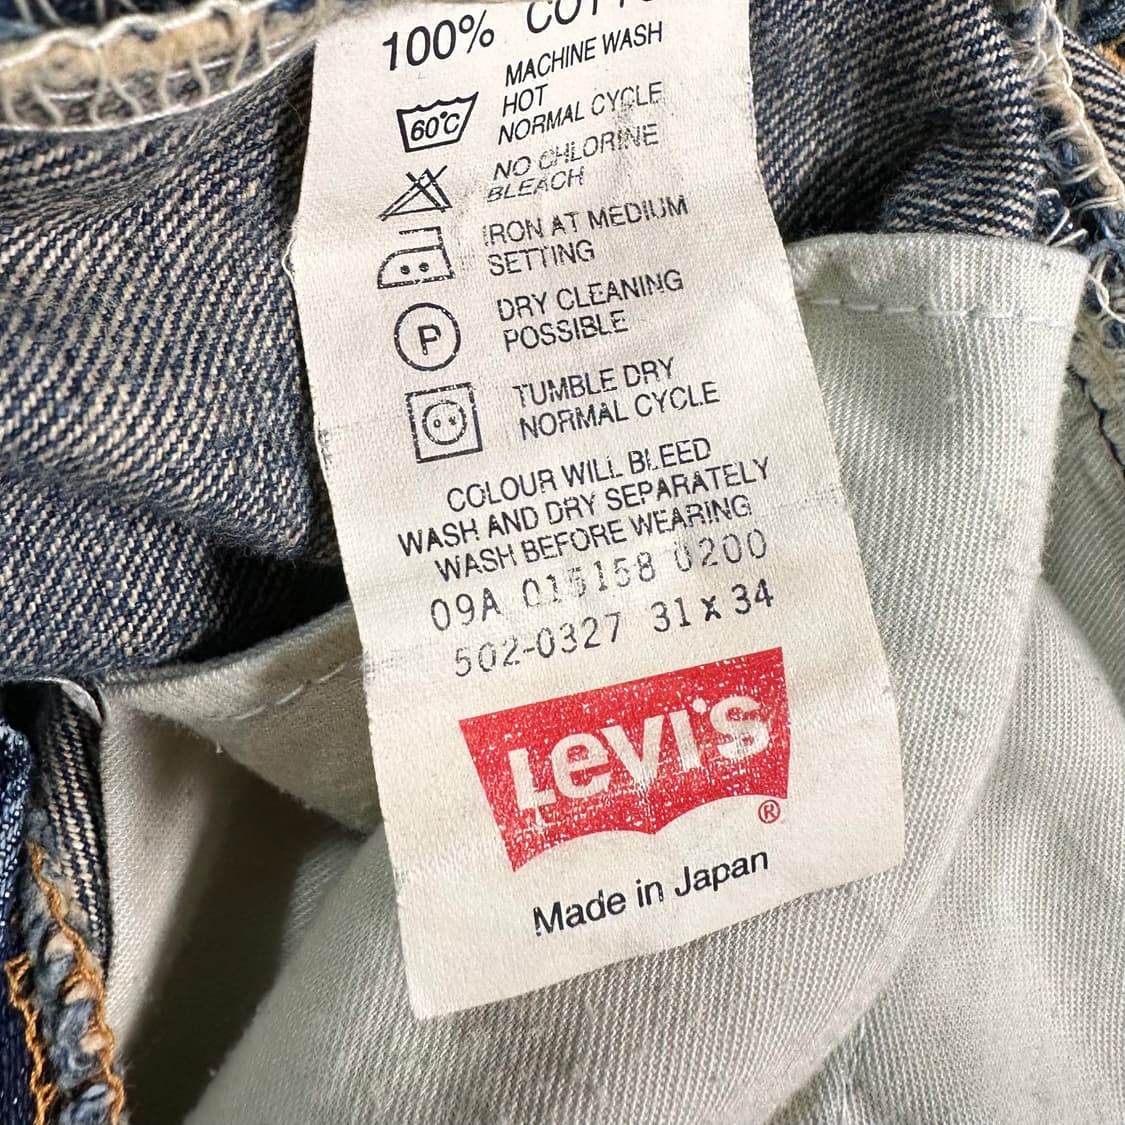 100% COTTO
MACHINE WASH
HOT
NORMAL CYCLE
60°C
NO CHLORINE
BLEACH
IRON AT MEDIUM
SETTING
DRY CLEANING
POSSIBLE
P
TUMBLE DRY
NORMAL CYCLE
COLOUR WILL BLEED
WASH AND DRY SEPARATELY
WASH BEFORE WEARING
09A 015158 0200
502-0327 31 x 34
Levi's
®
Made in Japan